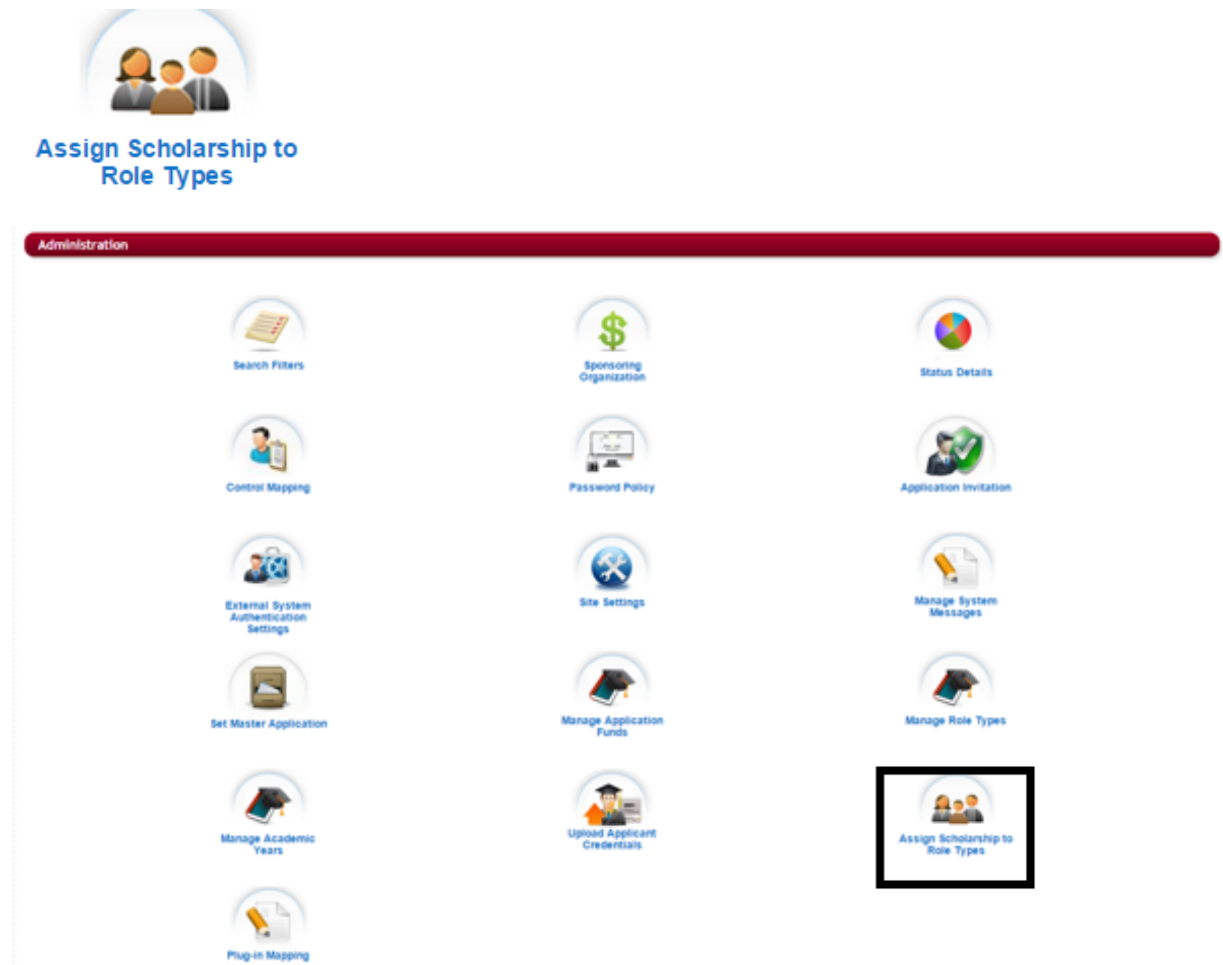 Assign Scholarship to
Role Types
Administration
Search Filters
Sponsoring
Organization
Status Details
Control Mapping
Password Policy
Application Invitation
External System
Authentication
Settings
Site Settings
Manage System
Messages
Set Master Application
Manage Application
Funds
Manage Role Types
Manage Academic
Years
Upload Applicant
Credentials
Assign Scholarship to
Role Types
Plug-in Mapping